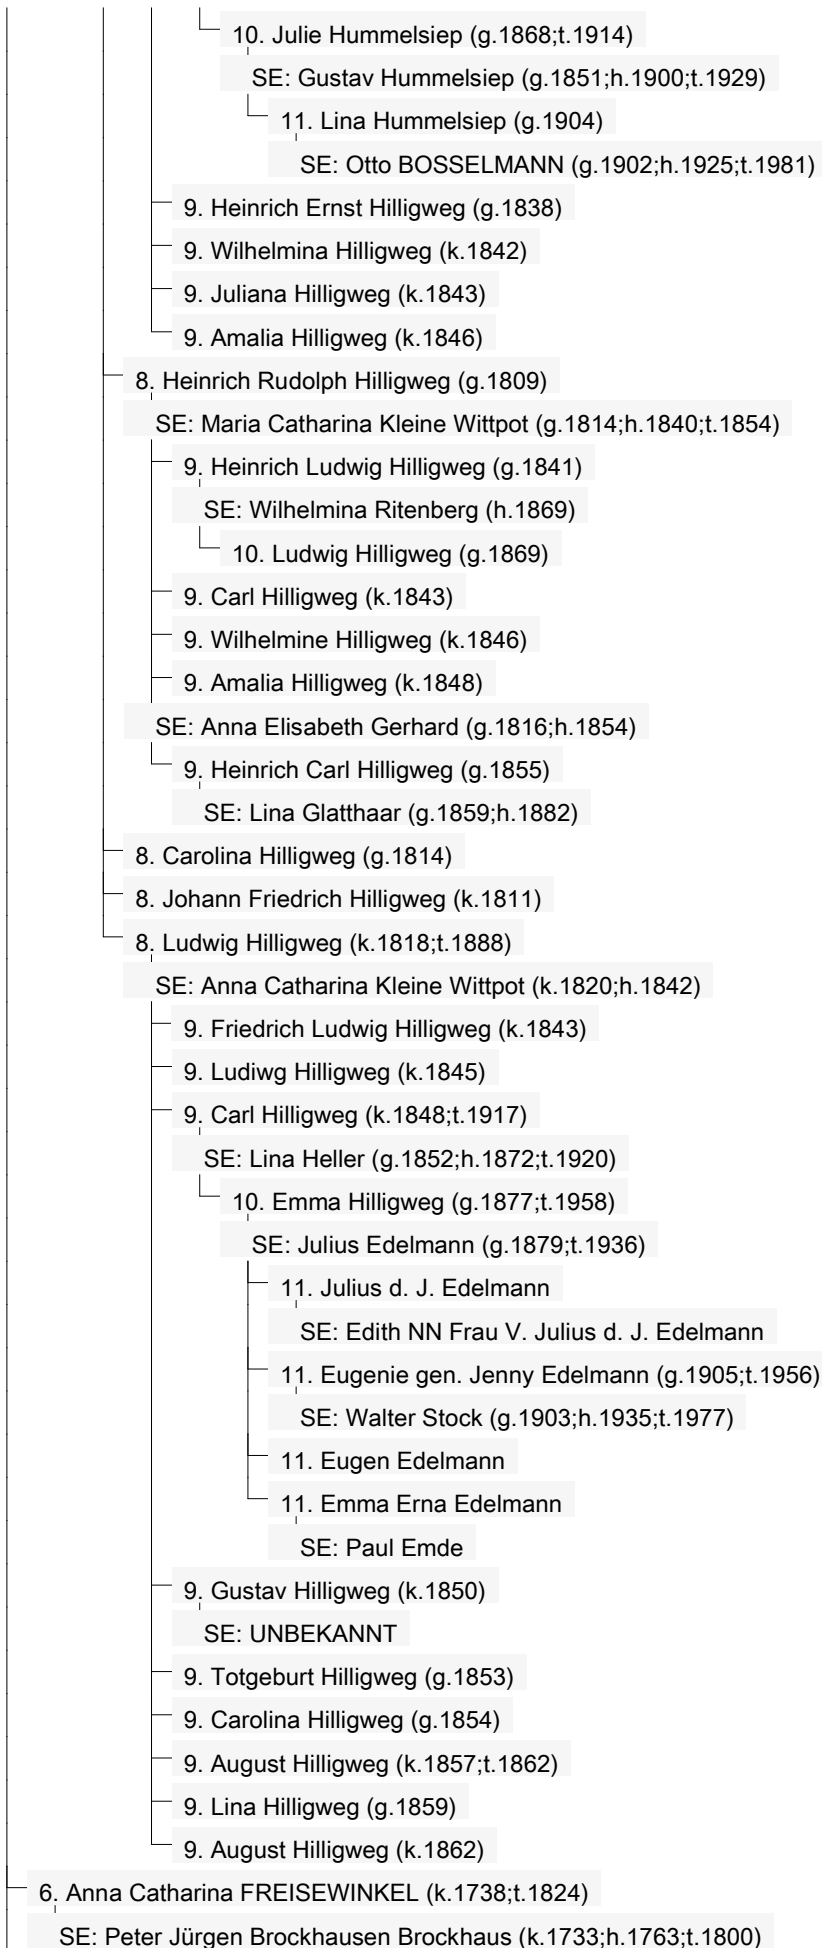 10. Julie Hummelsiep (g.1868;t.1914)
SE: Gustav Hummelsiep (g.1851;h.1900;t.1929)
11. Lina Hummelsiep (g.1904)
SE: Otto BOSSELMANN (g.1902;h.1925;t.1981)
9. Heinrich Ernst Hilligweg (g.1838)
9. Wilhelmina Hilligweg (k.1842)
9. Juliana Hilligweg (k.1843)
9. Amalia Hilligweg (k.1846)
8. Heinrich Rudolph Hilligweg (g.1809)
SE: Maria Catharina Kleine Wittpot (g.1814;h.1840;t.1854)
9. Heinrich Ludwig Hilligweg (g.1841)
SE: Wilhelmina Ritenberg (h.1869)
10. Ludwig Hilligweg (g.1869)
9. Carl Hilligweg (k.1843)
9. Wilhelmine Hilligweg (k.1846)
9. Amalia Hilligweg (k.1848)
SE: Anna Elisabeth Gerhard (g.1816;h.1854)
9. Heinrich Carl Hilligweg (g.1855)
SE: Lina Glatthaar (g.1859;h.1882)
8. Carolina Hilligweg (g.1814)
8. Johann Friedrich Hilligweg (k.1811)
8. Ludwig Hilligweg (k.1818;t.1888)
SE: Anna Catharina Kleine Wittpot (k.1820;h.1842)
9. Friedrich Ludwig Hilligweg (k.1843)
9. Ludiwg Hilligweg (k.1845)
9. Carl Hilligweg (k.1848;t.1917)
SE: Lina Heller (g.1852;h.1872;t.1920)
10. Emma Hilligweg (g.1877;t.1958)
SE: Julius Edelmann (g.1879;t.1936)
11. Julius d. J. Edelmann
SE: Edith NN Frau V. Julius d. J. Edelmann
11. Eugenie gen. Jenny Edelmann (g.1905;t.1956)
SE: Walter Stock (g.1903;h.1935;t.1977)
11. Eugen Edelmann
11. Emma Erna Edelmann
SE: Paul Emde
9. Gustav Hilligweg (k.1850)
SE: UNBEKANNT
9. Totgeburt Hilligweg (g.1853)
9. Carolina Hilligweg (g.1854)
9. August Hilligweg (k.1857;t.1862)
9. Lina Hilligweg (g.1859)
9. August Hilligweg (k.1862)
6. Anna Catharina FREISEWINKEL (k.1738;t.1824)
SE: Peter Jürgen Brockhausen Brockhaus (k.1733;h.1763;t.1800)